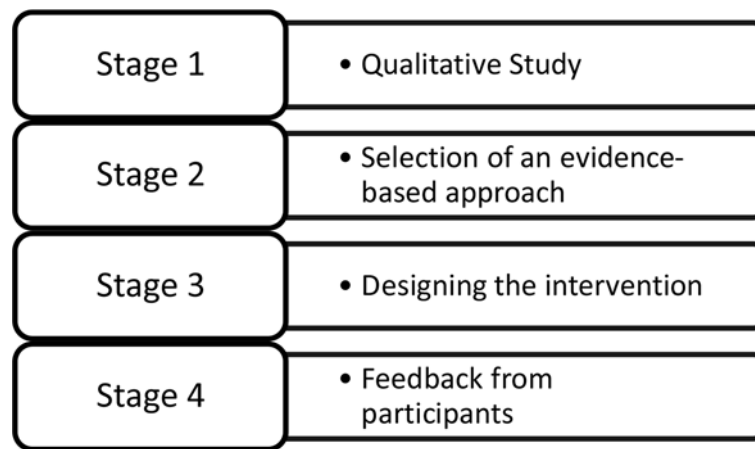 Stage 1
• Qualitative Study
Stage 2
• Selection of an evidence-
based approach
Stage 3
• Designing the intervention
Stage 4
• Feedback from
participants